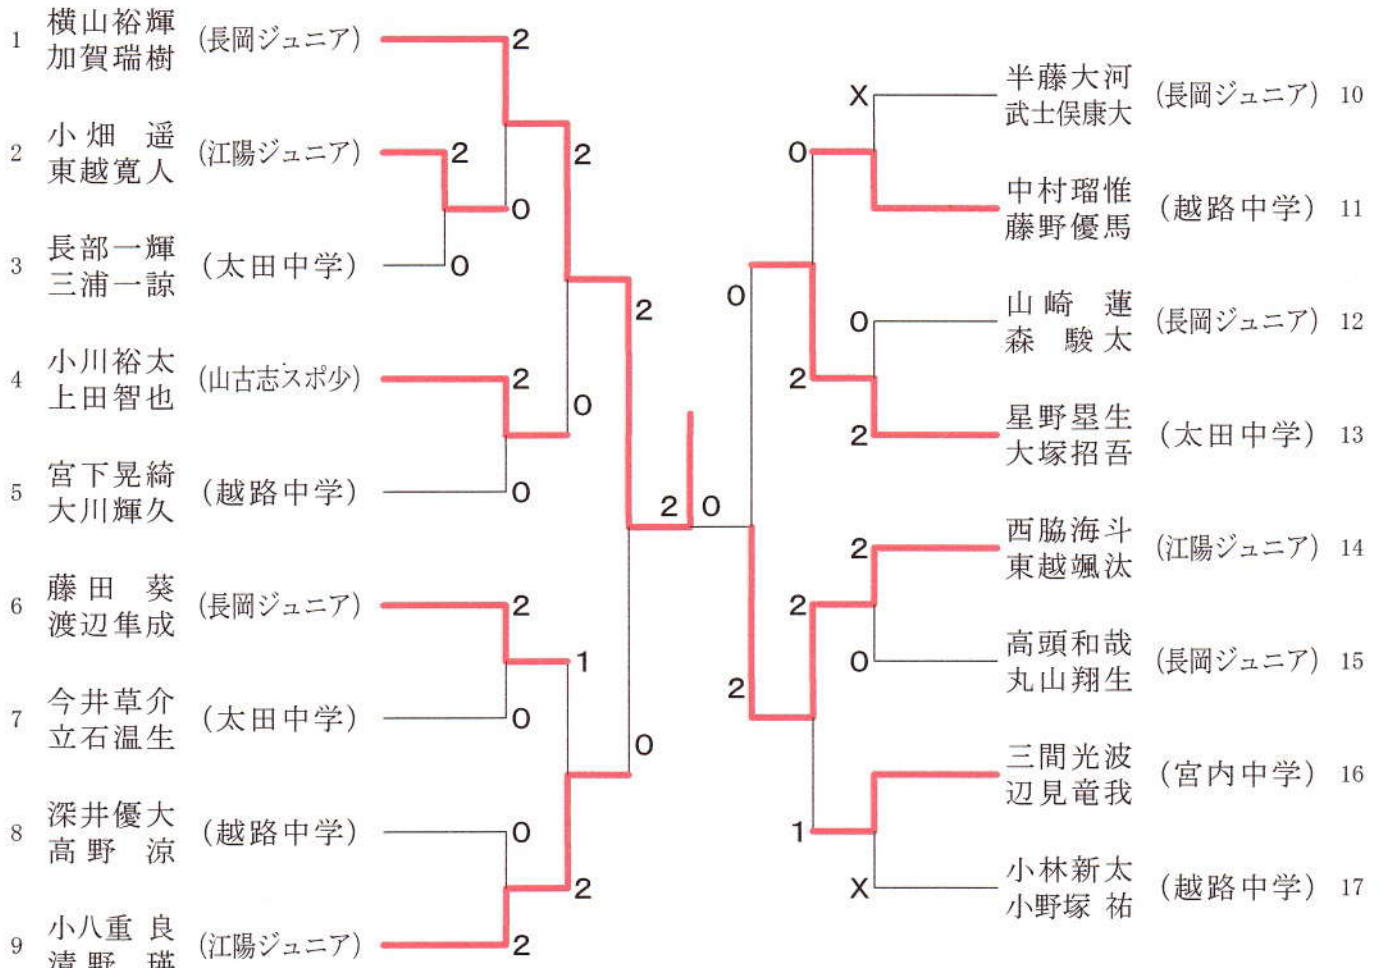 1 横山裕輝 (長岡ジュニア) 2
加賀瑞樹
2 小畑 遥 (江陽ジュニア) 2 2
東越寛人
0
3 長部一輝 (太田中学) 0
三浦一諒
2
4 小川裕太 (山古志スポ少) 2 0
上田智也
5 宮下晃綺 (越路中学) 0
大川輝久
2 0
6 藤田 葵 (長岡ジュニア) 2
渡辺隼成
1
7 今井草介 (太田中学) 0
立石温生
0
8 深井優大 (越路中学) 0
高野 涼
2
9 小八重 良 (江陽ジュニア) 2
清野 瑛
X 半藤大河 (長岡ジュニア) 10
武士俣康大
0
中村瑠惟 (越路中学) 11
藤野優馬
0
0 山崎 蓮 (長岡ジュニア) 12
森 駿太
2
2 星野塁生 (太田中学) 13
大塚招吾
2 西脇海斗 (江陽ジュニア) 14
東越颯汰
2
0 高頭和哉 (長岡ジュニア) 15
丸山翔生
2
三間光波 (宮内中学) 16
辺見竜我
1
X 小林新太 (越路中学) 17
小野塚 祐